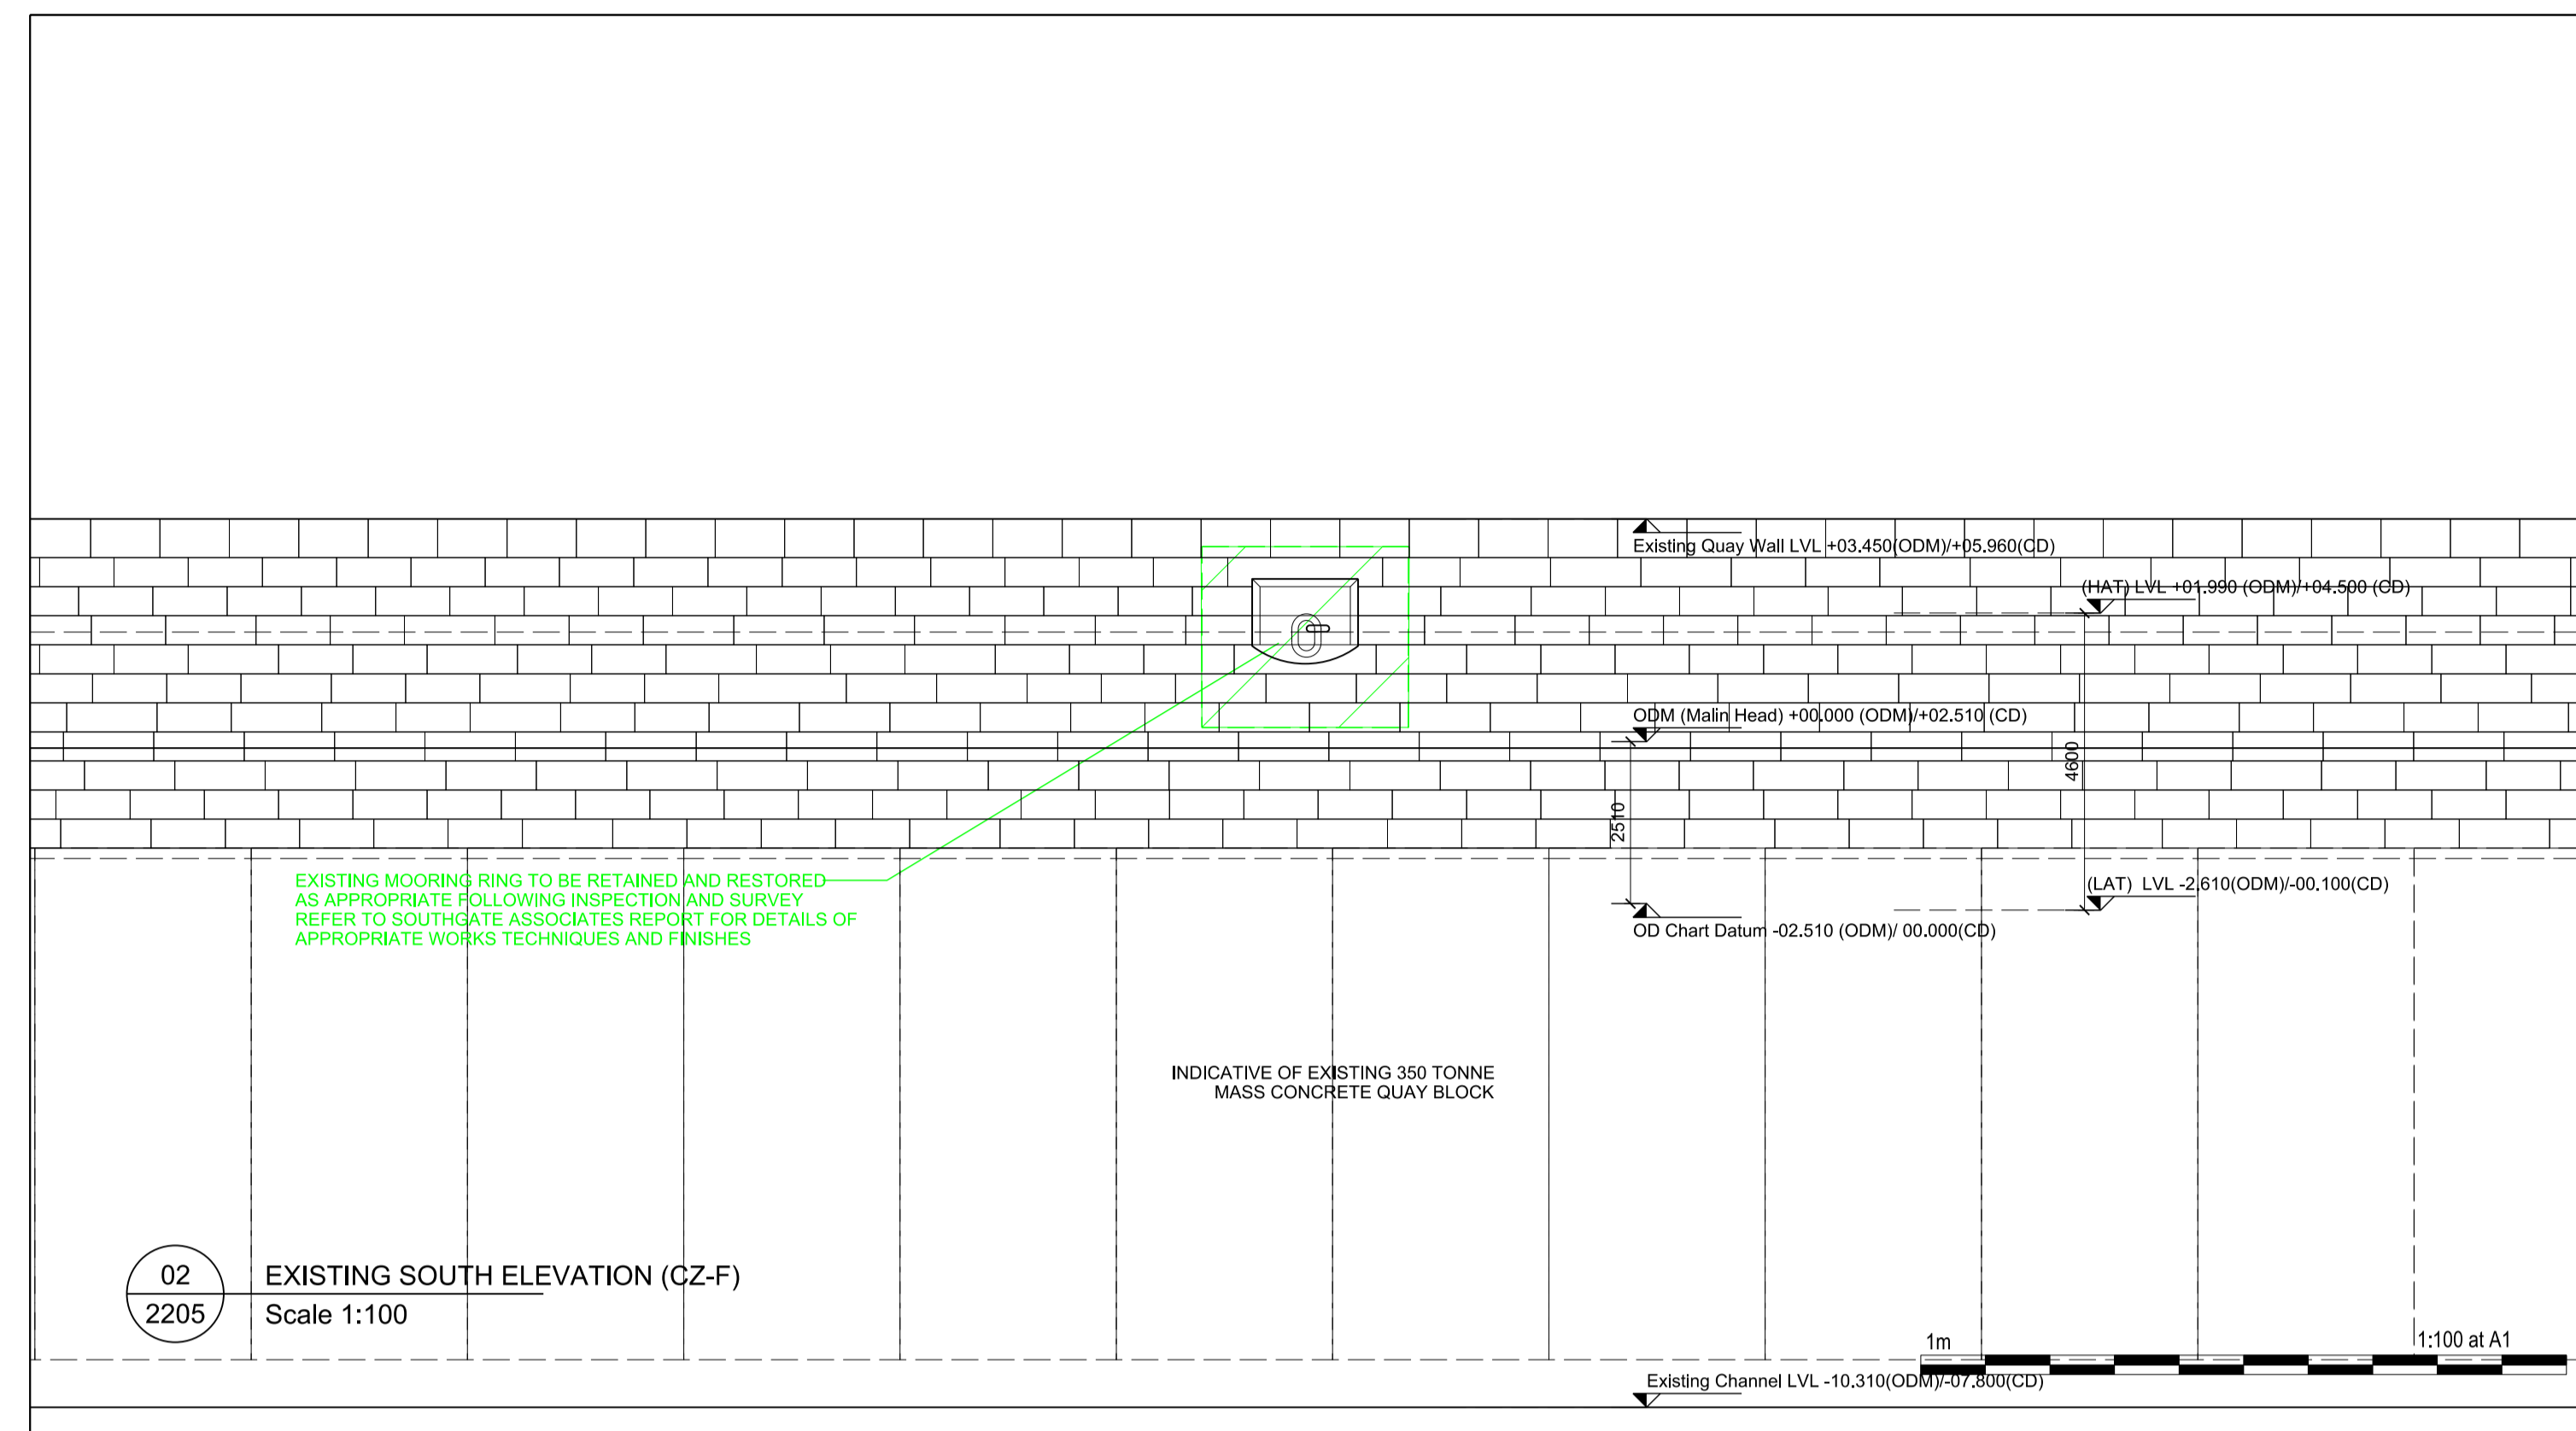 Existing Quay Wall LVL +03.450(ODM)/+05.960(CD)
(HAT) LVL +01.990 (ODM)/+04.500 (CD)
ODM (Malin Head) +00.000 (ODM)/+02.510 (CD)
4600
2510
EXISTING MOORING RING TO BE RETAINED AND RESTORED
AS APPROPRIATE FOLLOWING INSPECTION AND SURVEY
REFER TO SOUTHGATE ASSOCIATES REPORT FOR DETAILS OF
APPROPRIATE WORKS TECHNIQUES AND FINISHES
(LAT) LVL -2.610(ODM)/-00.100(CD)
OD Chart Datum -02.510 (ODM)/ 00.000(CD)
INDICATIVE OF EXISTING 350 TONNE
MASS CONCRETE QUAY BLOCK
02
2205
EXISTING SOUTH ELEVATION (CZ-F)
Scale 1:100
1m
1:100 at A1
Existing Channel LVL -10.310(ODM)/-07.800(CD)